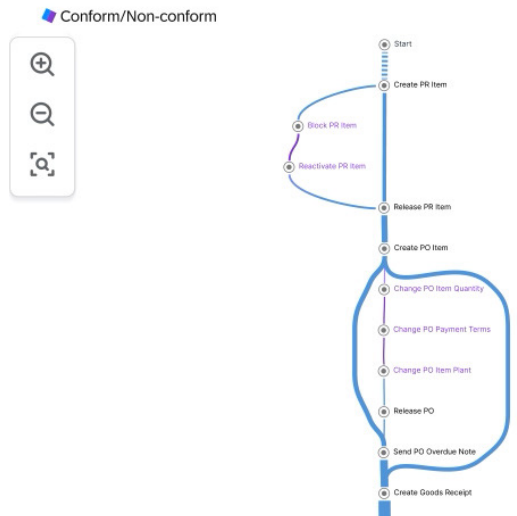 Conform/Non-conform
Start
Create PR Item
Block PR Item
Reactivate PR Item
Release PR Item
Create PO Item
Change PO Item Quantity
Change PO Payment Terms
Change PO Item Plant
Release PO
Send PO Overdue Note
Create Goods Receipt